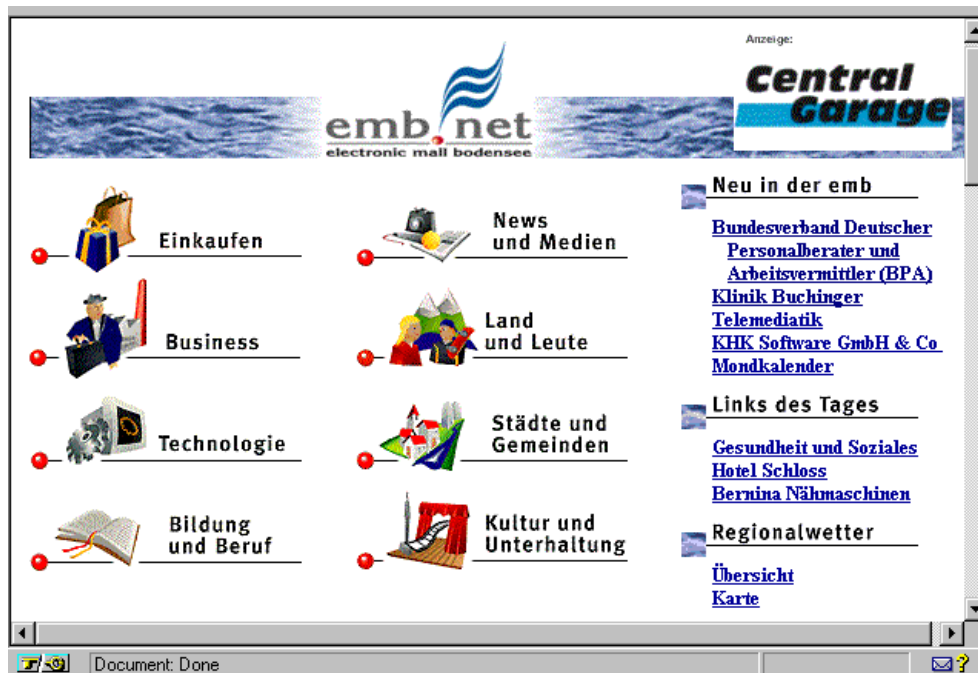 Anzeige:
Central
Garage
emb.net
electronic mall bodensee
Einkaufen
News
und Medien
Business
Land
und Leute
Technologie
Städte und
Gemeinden
Bildung
und Beruf
Kultur und
Unterhaltung
Neu in der emb
Bundesverband Deutscher
Personalberater und
Arbeitsvermittler (BPA)
Klinik Buchinger
Telemediatik
KHK Software GmbH & Co
Mondkalender
Links des Tages
Gesundheit und Soziales
Hotel Schloss
Bernina Nähmaschinen
Regionalwetter
Übersicht
Karte
Document: Done